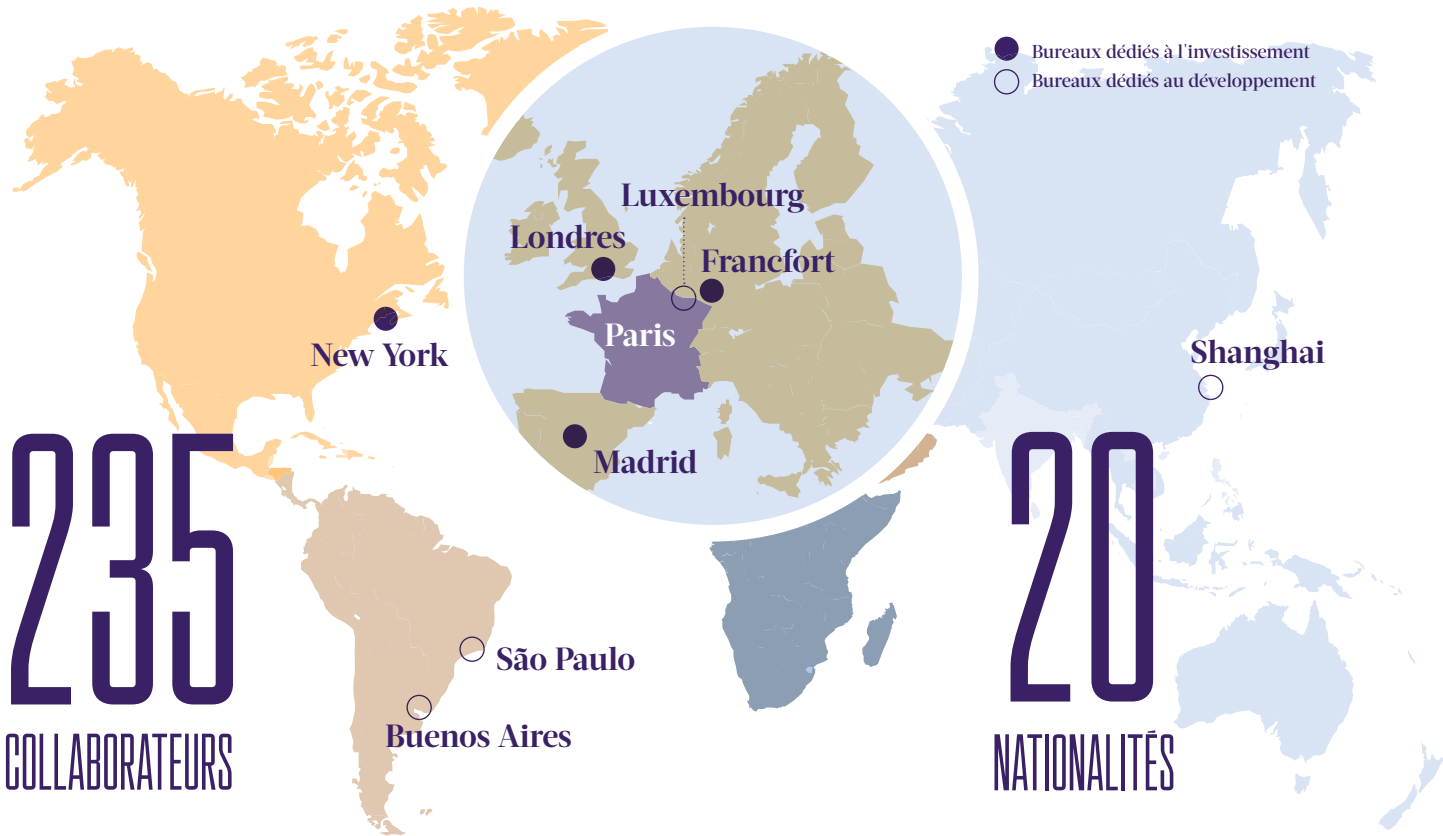 Bureaux dédiés à l'investissement
Bureaux dédiés au développement
Luxembourg
Londres
Francfort
Paris
New York
Shanghai
Madrid
235
COLLABORATEURS
20
NATIONALITÉS
São Paulo
Buenos Aires